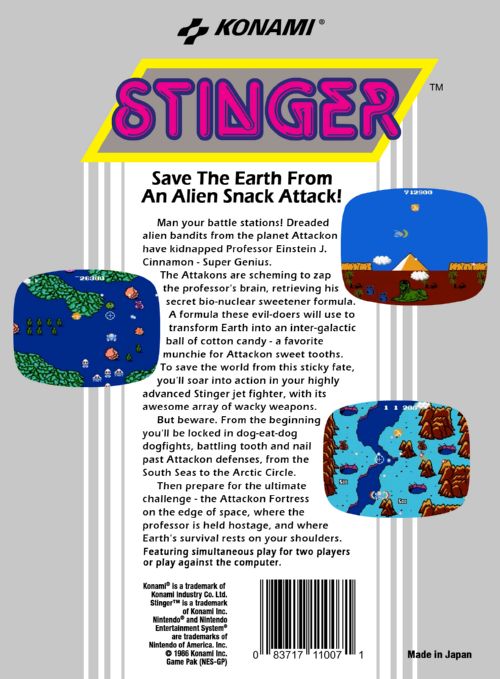 KONAMI®
STINGER™
Save The Earth From
An Alien Snack Attack!
Man your battle stations! Dreaded
alien bandits from the planet Attackon
have kidnapped Professor Einstein J.
Cinnamon - Super Genius.
The Attakons are scheming to zap
the professor's brain, retrieving his
secret bio-nuclear sweetener formula.
A formula these evil-doers will use to
transform Earth into an inter-galactic
ball of cotton candy - a favorite
munchie for Attackon sweet tooths.
To save the world from this sticky fate,
you'll soar into action in your highly
advanced Stinger jet fighter, with its
awesome array of wacky weapons.
But beware. From the beginning
you'll be locked in dog-eat-dog
dogfights, battling tooth and nail
past Attackon defenses, from the
South Seas to the Arctic Circle.
Then prepare for the ultimate
challenge - the Attackon Fortress
on the edge of space, where the
professor is held hostage, and where
Earth's survival rests on your shoulders.
Featuring simultaneous play for two players
or play against the computer.
712900
26300
Konami® is a trademark of
Konami Industry Co. Ltd.
Stinger™ is a trademark
of Konami Inc.
Nintendo® and Nintendo
Entertainment System®
are trademarks of
Nintendo of America. Inc.
© 1986 Konami Inc.
Game Pak (NES-GP)
0 83717 11007 1
Made in Japan